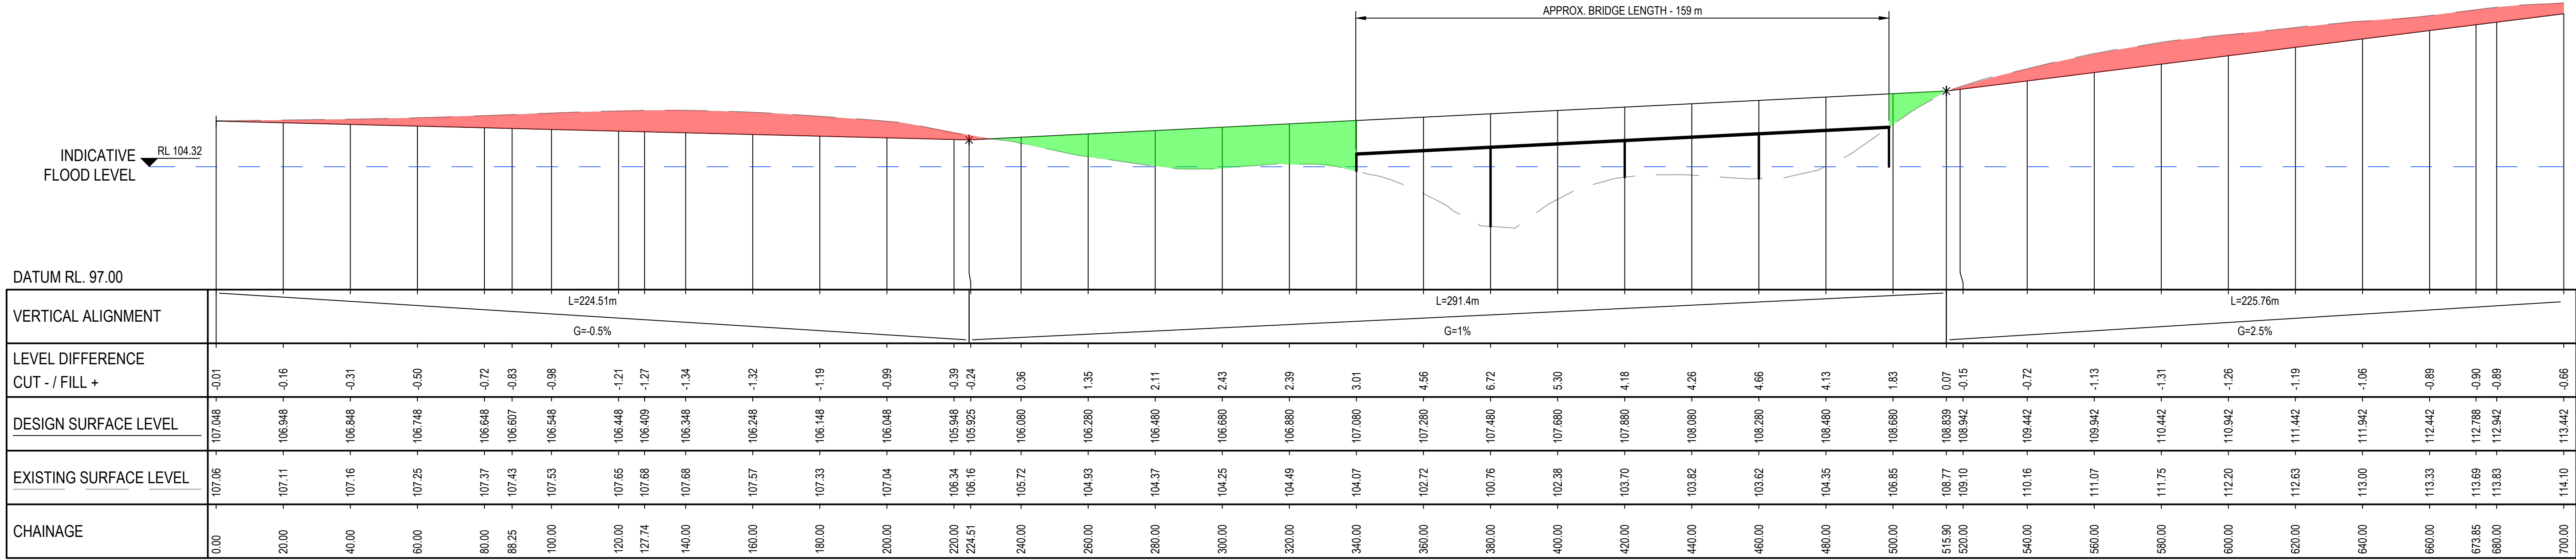 APPROX. BRIDGE LENGTH - 159 m
INDICATIVE
FLOOD LEVEL
RL 104.32
DATUM RL. 97.00
VERTICAL ALIGNMENT
L=224.51m
G=-0.5%
L=291.4m
G=1%
L=225.76m
G=2.5%
LEVEL DIFFERENCE
CUT - / FILL +
-0.01 -0.16 -0.31 -0.50 -0.72 -0.83 -0.98 -1.21 -1.27 -1.34 -1.32 -1.19 -0.99 -0.39 -0.24 0.36 1.35 2.11 2.43 2.39 3.01 4.56 6.72 5.30 4.18 4.26 4.66 4.13 1.83 0.07 -0.15 -0.72 -1.13 -1.31 -1.26 -1.19 -1.06 -0.89 -0.90 -0.89 -0.66
DESIGN SURFACE LEVEL
107.048 106.948 106.848 106.748 106.648 106.607 106.548 106.448 106.409 106.348 106.248 106.148 106.048 105.948 105.925 106.080 106.280 106.480 106.680 106.880 107.080 107.280 107.480 107.680 107.880 108.080 108.280 108.480 108.680 108.839 108.942 109.442 109.942 110.442 110.942 111.442 111.942 112.442 112.788 112.942 113.442
EXISTING SURFACE LEVEL
107.06 107.11 107.16 107.25 107.37 107.43 107.53 107.65 107.68 107.68 107.57 107.33 107.04 106.34 106.16 105.72 104.93 104.37 104.25 104.49 104.07 102.72 100.76 102.38 103.70 103.82 103.62 104.35 106.85 108.77 109.10 110.16 111.07 111.75 112.20 112.63 113.00 113.33 113.69 113.83 114.10
CHAINAGE
0.00 20.00 40.00 60.00 80.00 88.25 100.00 120.00 127.74 140.00 160.00 180.00 200.00 220.00 224.51 240.00 260.00 280.00 300.00 320.00 340.00 360.00 380.00 400.00 420.00 440.00 460.00 480.00 500.00 515.90 520.00 540.00 560.00 580.00 600.00 620.00 640.00 660.00 673.85 680.00 700.00